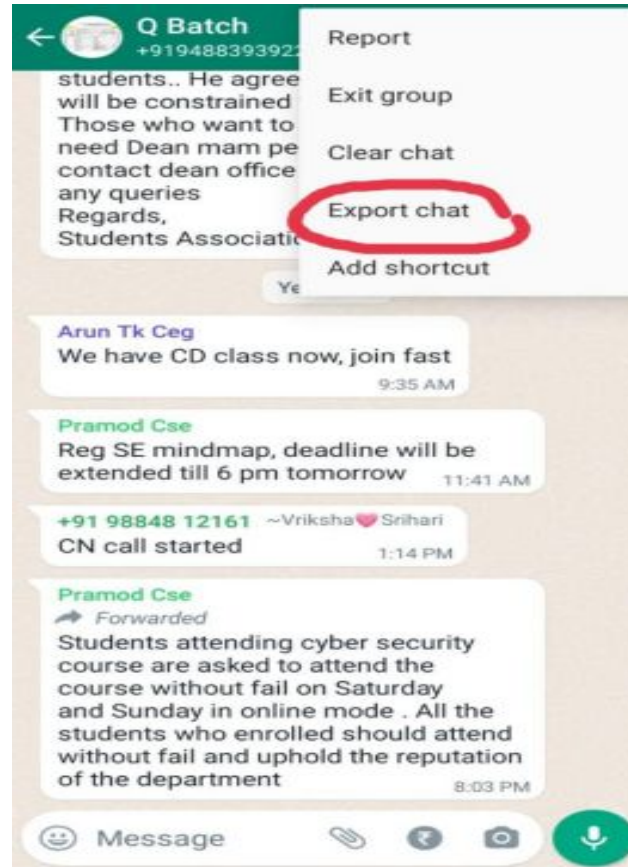 Q Batch
+919488393922
Report
Exit group
Clear chat
Export chat
Add shortcut
students.. He agree
will be constrained
Those who want to
need Dean mam pe
contact dean office
any queries
Regards,
Students Associatio
Ye
Arun Tk Ceg
We have CD class now, join fast
9:35 AM
Pramod Cse
Reg SE mindmap, deadline will be
extended till 6 pm tomorrow 11:41 AM
+91 98848 12161 ~Vriksha💗Srihari
CN call started 1:14 PM
Pramod Cse
Forwarded
Students attending cyber security
course are asked to attend the
course without fail on Saturday
and Sunday in online mode . All the
students who enrolled should attend
without fail and uphold the reputation
of the department 8:03 PM
Message